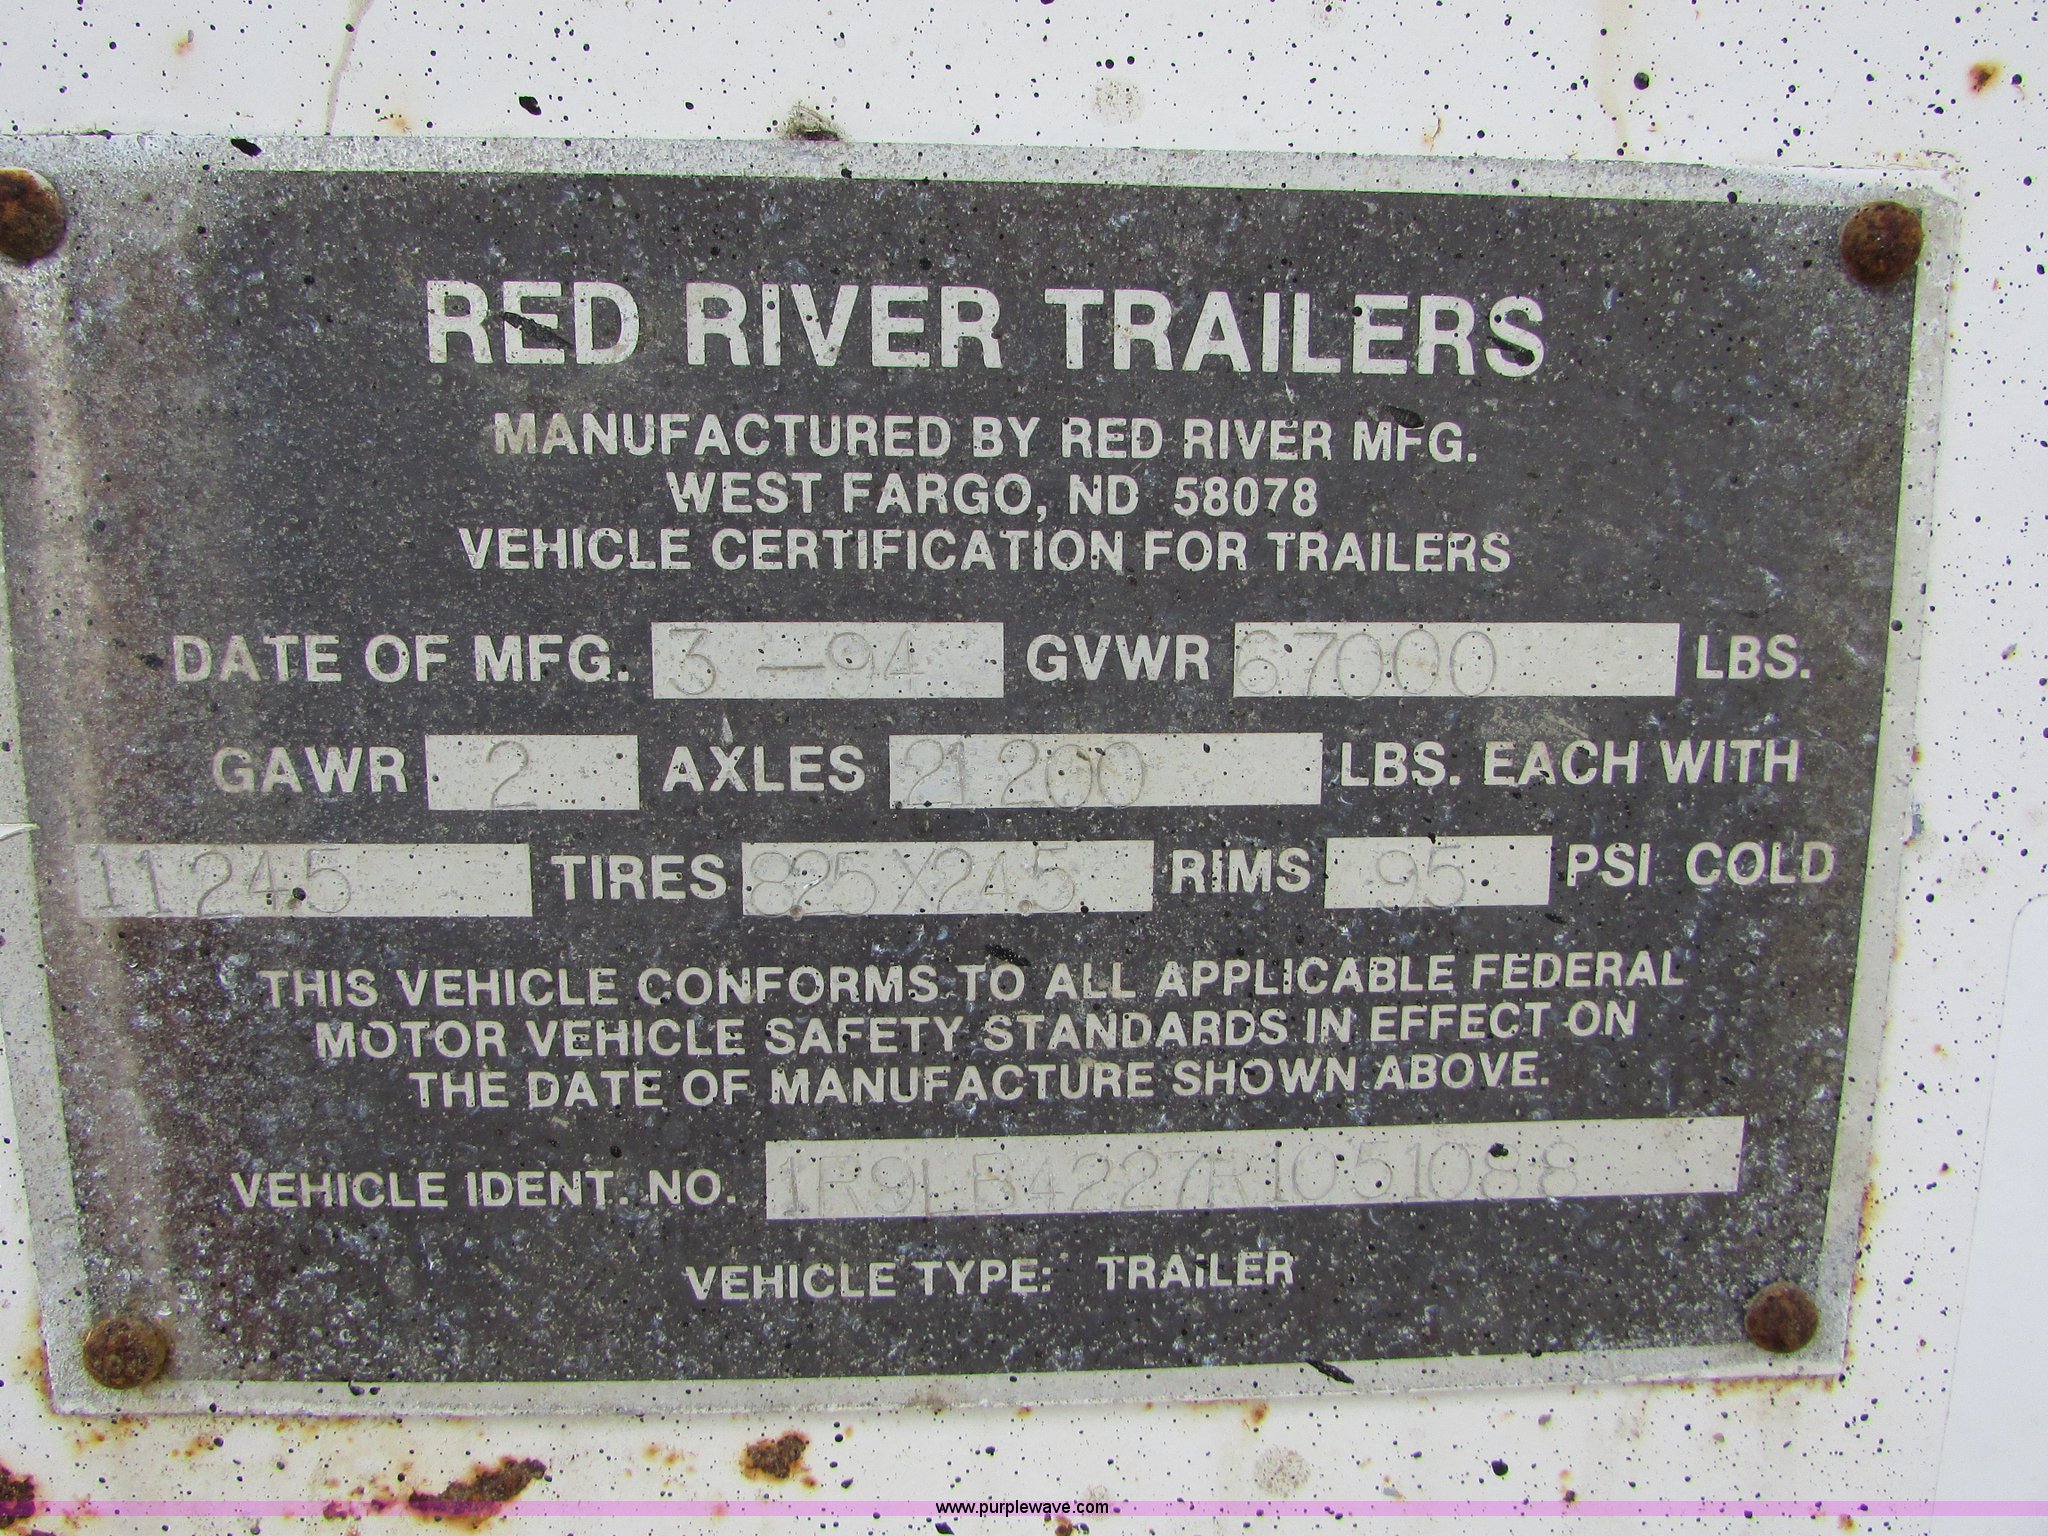 RED RIVER TRAILERS
MANUFACTURED BY RED RIVER MFG.
WEST FARGO, ND 58078
VEHICLE CERTIFICATION FOR TRAILERS
DATE OF MFG. 3-94 GVWR 67000 LBS.
GAWR 2 AXLES 21200 LBS. EACH WITH
11245 TIRES 825X245 RIMS 95 PSI COLD
THIS VEHICLE CONFORMS TO ALL APPLICABLE FEDERAL
MOTOR VEHICLE SAFETY STANDARDS IN EFFECT ON
THE DATE OF MANUFACTURE SHOWN ABOVE.
VEHICLE IDENT. NO. 1R9LB4227R1051088
VEHICLE TYPE: TRAILER
www.purplewave.com